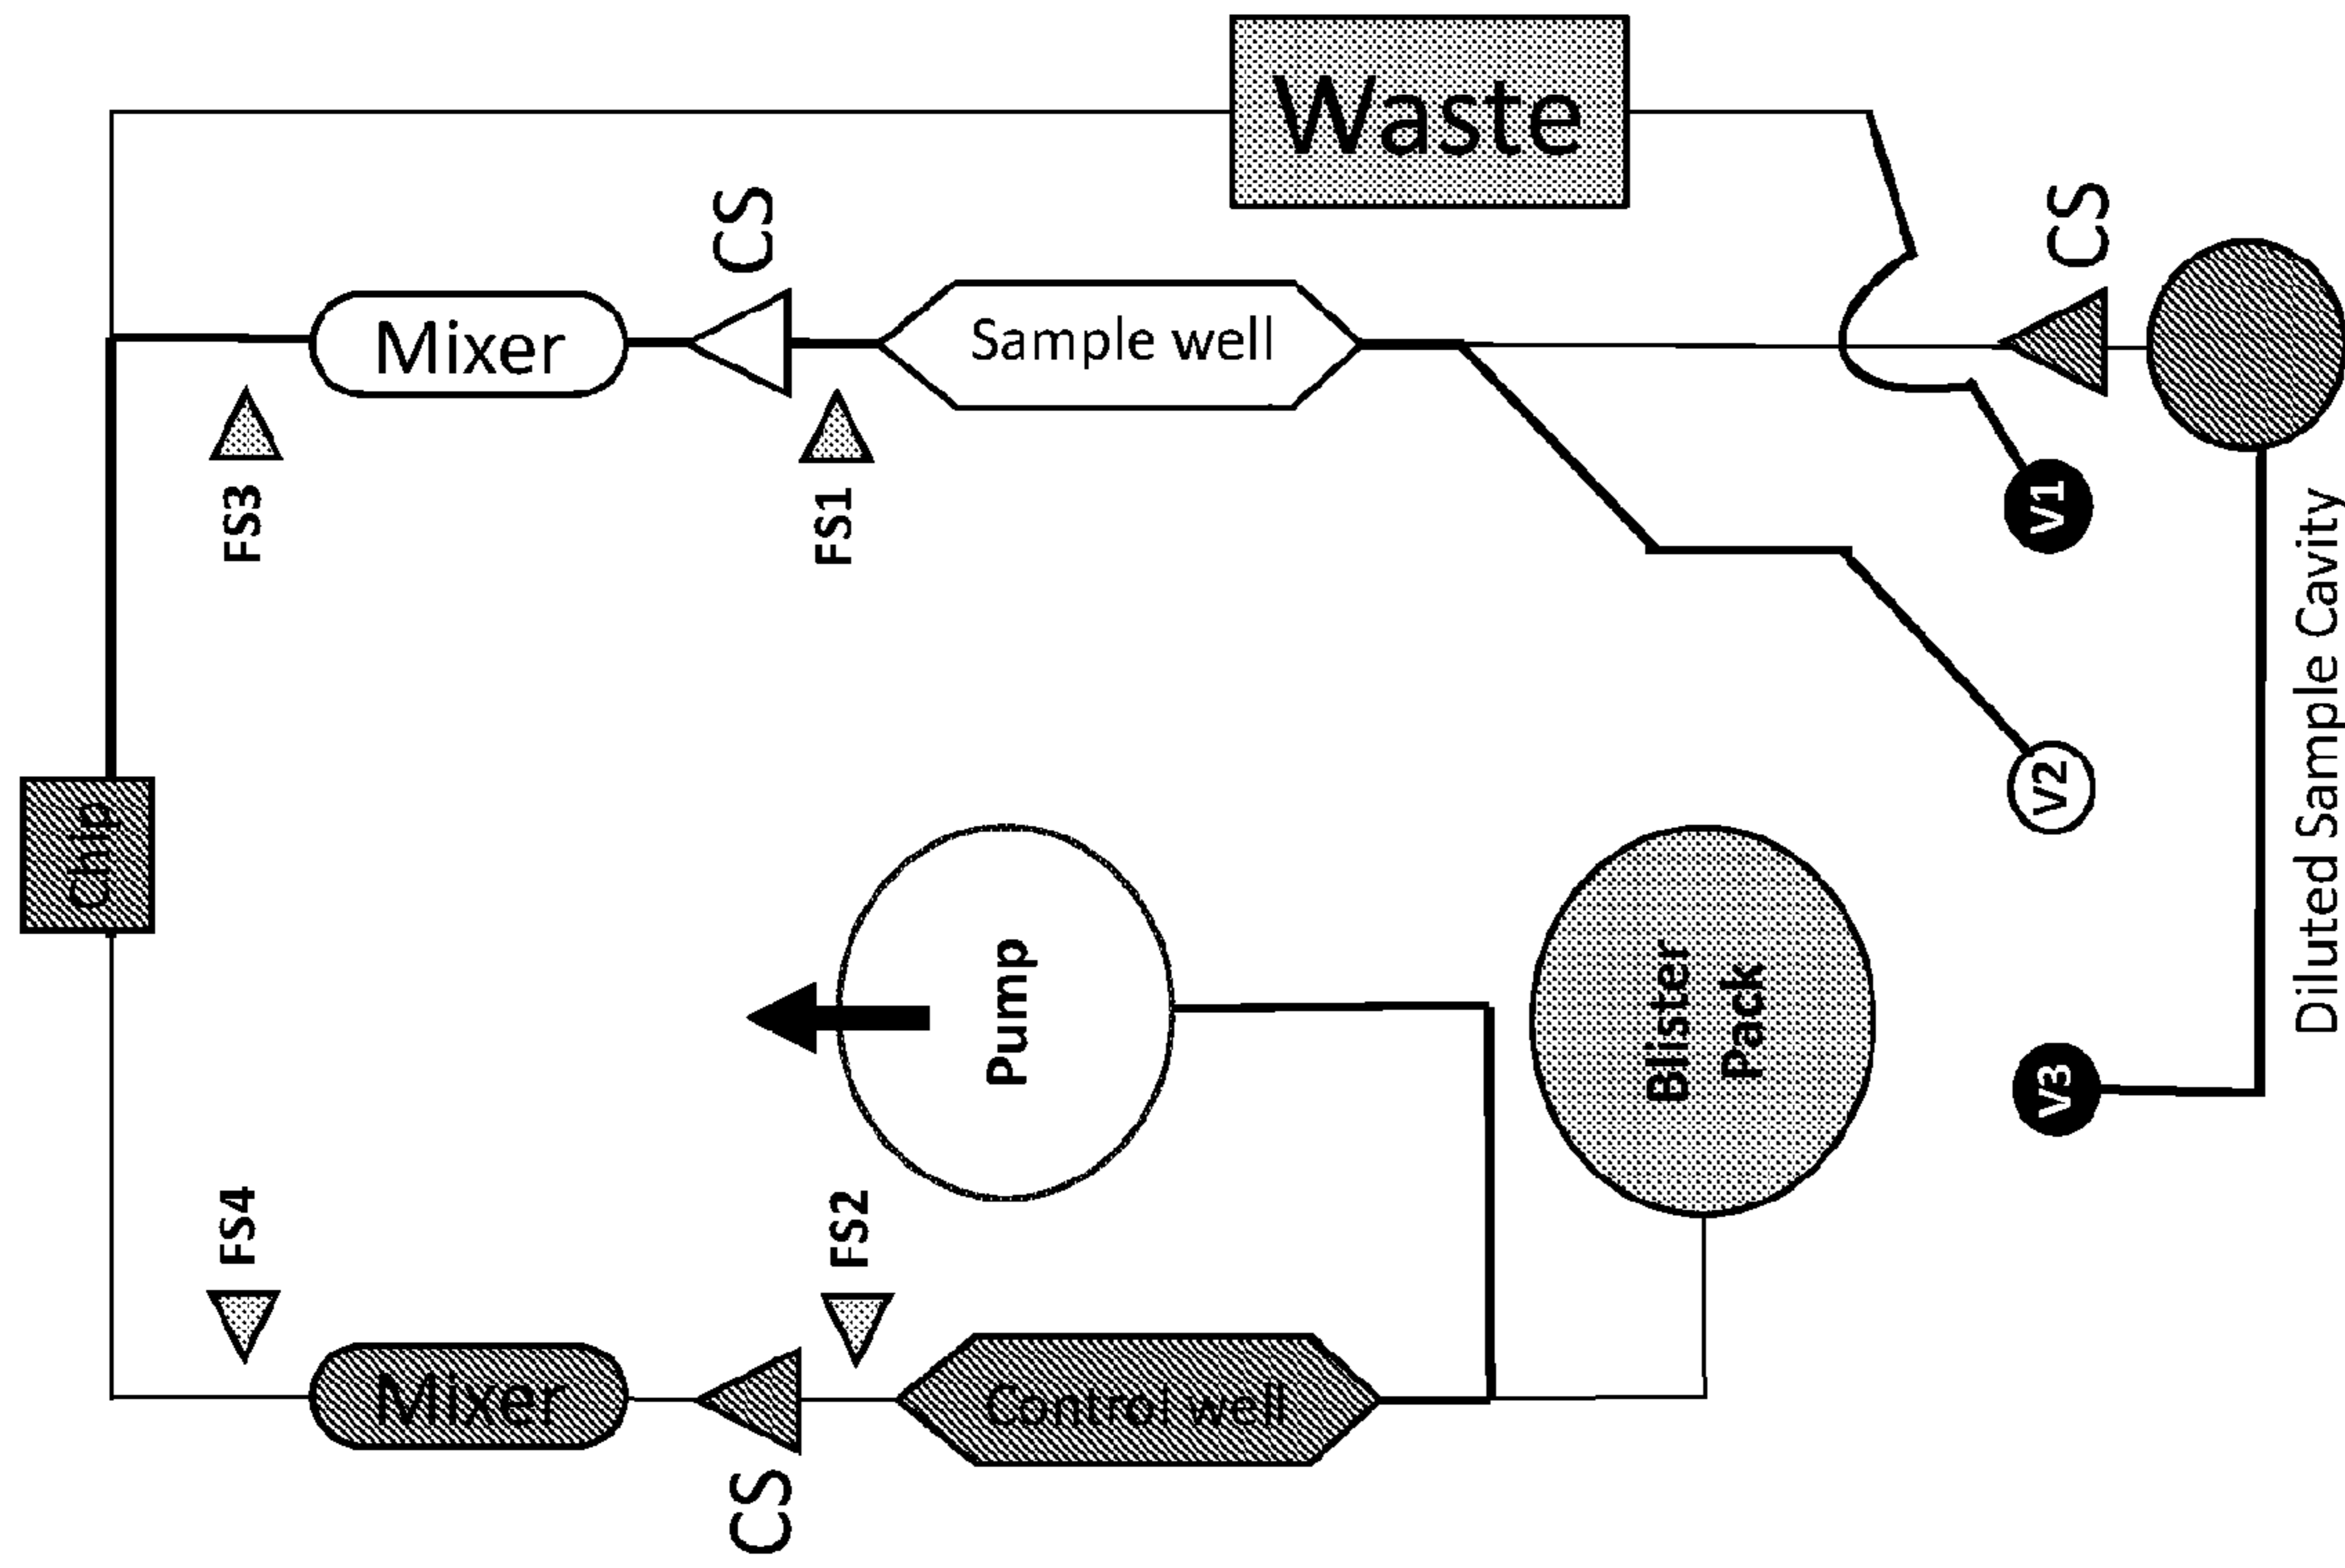 Waste
CS
CS
Mixer
Sample well
FS3
FS1
V1
Diluted Sample Cavity
V2
Chip
Pump
Blister
Pack
V3
FS4
FS2
Mixer
Control well
CS